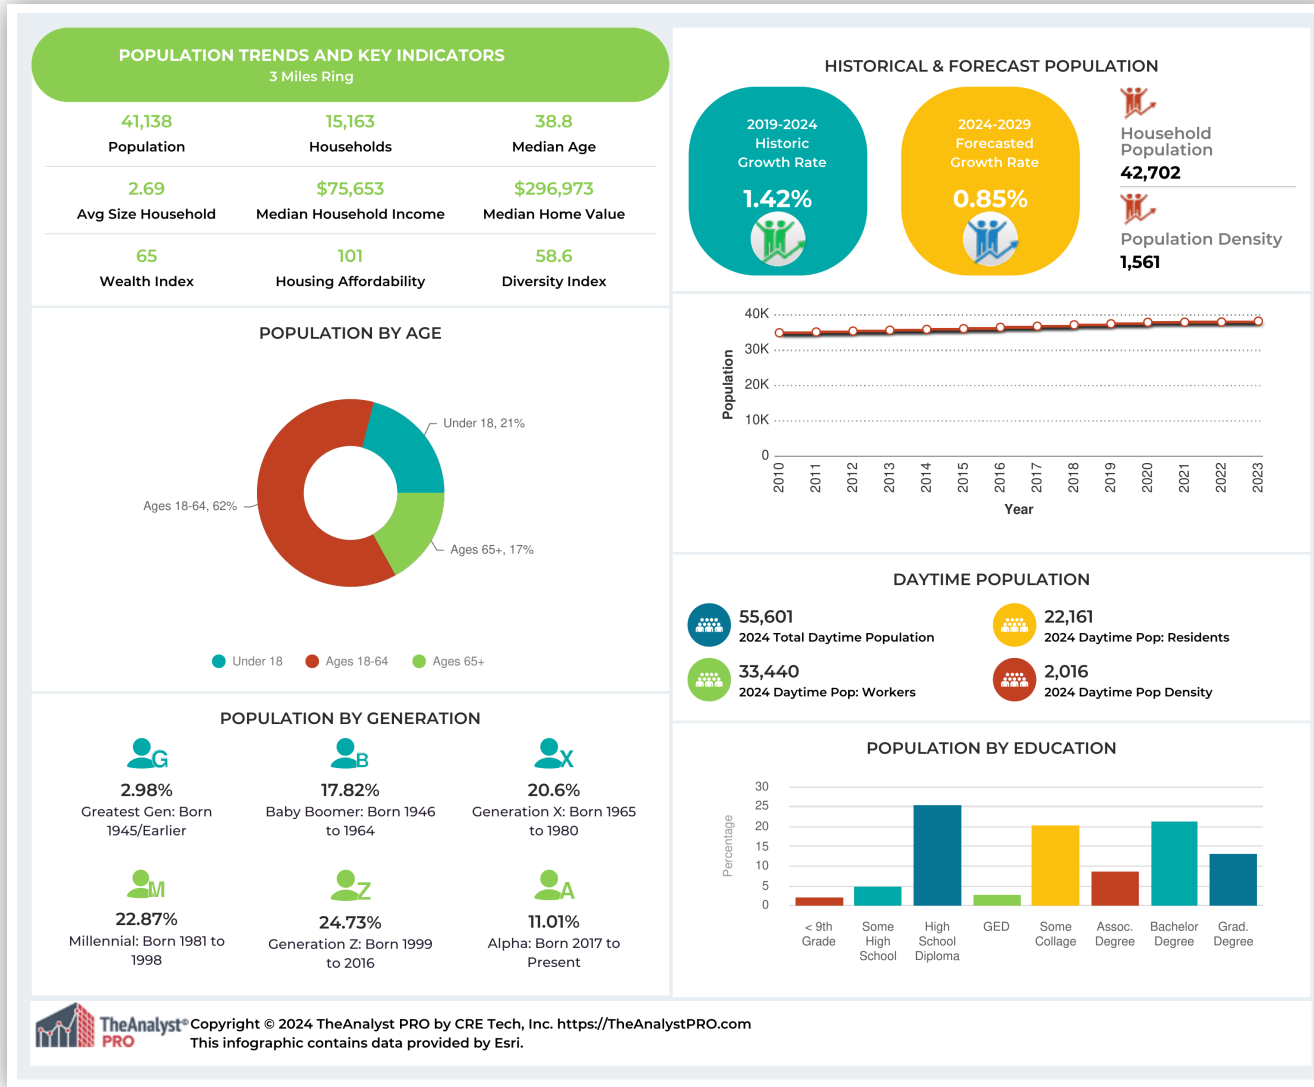 POPULATION TRENDS AND KEY INDICATORS
3 Miles Ring
41,138
Population
15,163
Households
38.8
Median Age
2.69
Avg Size Household
$75,653
Median Household Income
$296,973
Median Home Value
65
Wealth Index
101
Housing Affordability
58.6
Diversity Index
POPULATION BY AGE
Under 18, 21%
Ages 18-64, 62%
Ages 65+, 17%
Under 18
Ages 18-64
Ages 65+
POPULATION BY GENERATION
G
2.98%
Greatest Gen: Born
1945/Earlier
B
17.82%
Baby Boomer: Born 1946
to 1964
X
20.6%
Generation X: Born 1965
to 1980
M
22.87%
Millennial: Born 1981 to
1998
Z
24.73%
Generation Z: Born 1999
to 2016
A
11.01%
Alpha: Born 2017 to
Present
HISTORICAL & FORECAST POPULATION
2019-2024
Historic
Growth Rate
1.42%
2024-2029
Forecasted
Growth Rate
0.85%
Household
Population
42,702
Population Density
1,561
Population
40K
30K
20K
10K
0
2010
2011
2012
2013
2014
2015
2016
2017
2018
2019
2020
2021
2022
2023
Year
DAYTIME POPULATION
55,601
2024 Total Daytime Population
22,161
2024 Daytime Pop: Residents
33,440
2024 Daytime Pop: Workers
2,016
2024 Daytime Pop Density
POPULATION BY EDUCATION
Percentage
30
25
20
15
10
5
0
< 9th
Grade
Some
High
School
High
School
Diploma
GED
Some
Collage
Assoc.
Degree
Bachelor
Degree
Grad.
Degree
TheAnalyst®
PRO
Copyright © 2024 TheAnalyst PRO by CRE Tech, Inc. https://TheAnalystPRO.com
This infographic contains data provided by Esri.